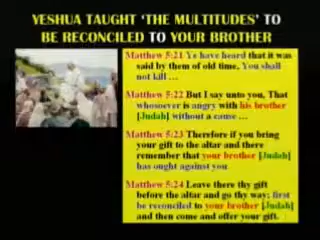 YESHUA TAUGHT ‘THE MULTITUDES’ TO
BE RECONCILED TO YOUR BROTHER
Matthew 5:21 Ye have heard that it was
said by them of old time, You shall
not kill …
Matthew 5:22 But I say unto you, That
whosoever is angry with his brother
[Judah] without a cause …
Matthew 5:23 Therefore if you bring
your gift to the altar and there
remember that your brother [Judah]
has ought against you
Matthew 5:24 Leave there thy gift
before the altar and go thy way; first
be reconciled to your brother [Judah]
and then come and offer your gift.